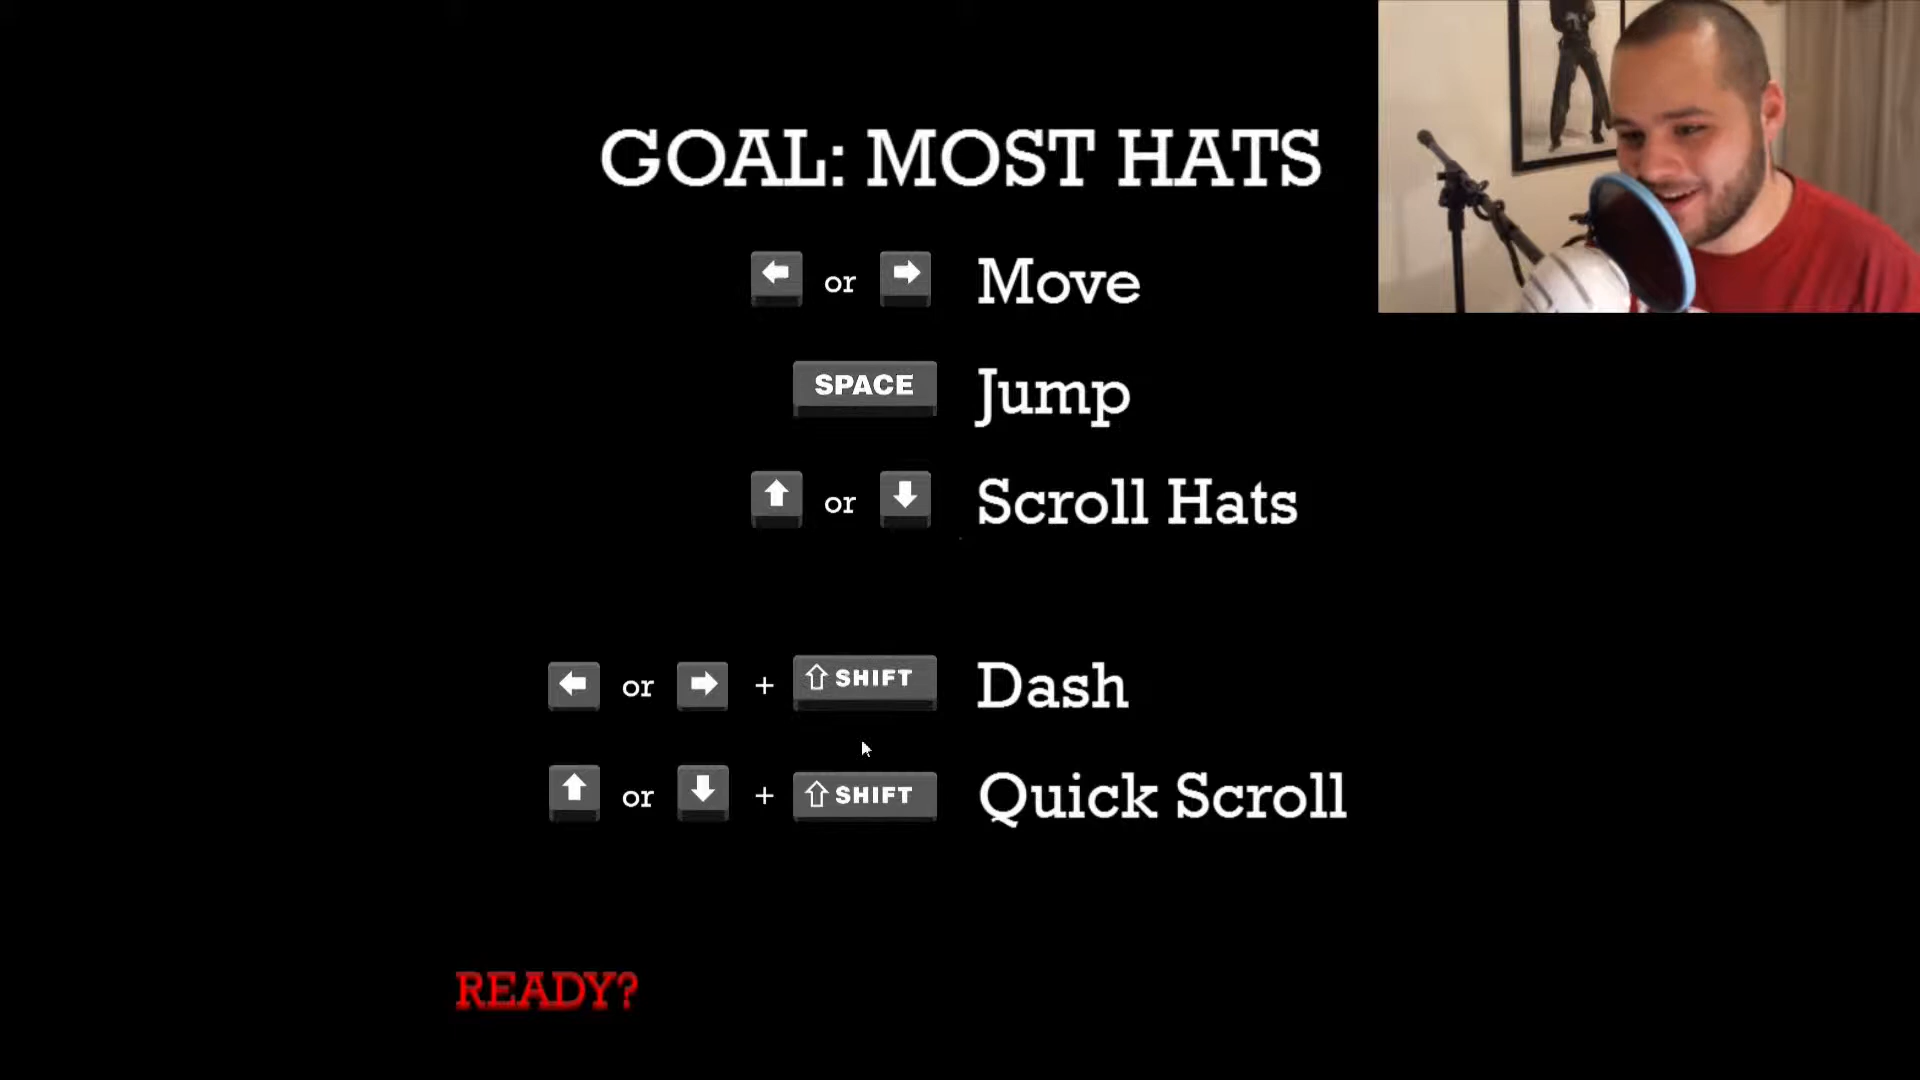 GOAL: MOST HATS
or Move
SPACE Jump
or Scroll Hats
or + SHIFT Dash
or + SHIFT Quick Scroll
READY?